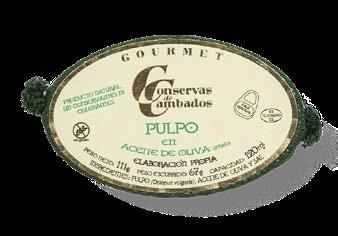 GOURMET
Conservas
de
Cambados
PRODUCTO NATURAL
SIN CONSERVANTES NI
COLORANTES
PULPO
en
ACEITE DE OLIVA
ELABORACIÓN PROPIA
PESO NETO: 111g PESO ESCURRIDO: 67g CAPACIDAD: 120ml
INGREDIENTES: PULPO (Octopus vulgaris), ACEITE DE OLIVA Y SAL